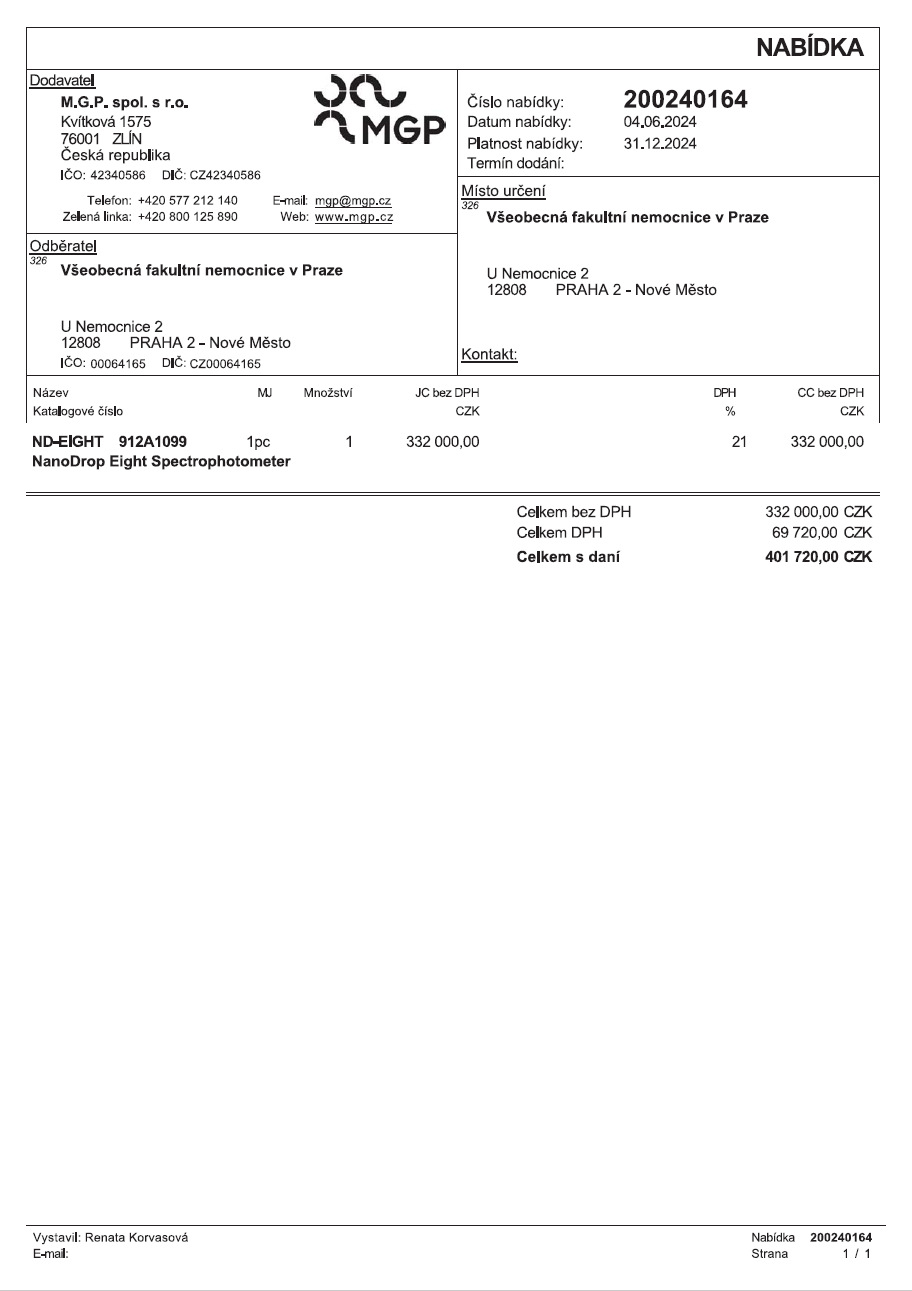 NABÍDKA
Dodavatel
M.G.P. spol. s r.o.
Kvítková 1575
76001 ZLÍN
Česká republika
IČO: 42340586 DIČ: CZ42340586
Telefon: +420 577 212 140 E-mail: mgp@mgp.cz
Zelená linka: +420 800 125 890 Web: www.mgp.cz
MGP
Číslo nabídky: 200240164
Datum nabídky: 04.06.2024
Platnost nabídky: 31.12.2024
Termín dodání:
Místo určení
326
Všeobecná fakultní nemocnice v Praze
U Nemocnice 2
12808 PRAHA 2 - Nové Město
Kontakt:
Odběratel
326
Všeobecná fakultní nemocnice v Praze
U Nemocnice 2
12808 PRAHA 2 - Nové Město
IČO: 00064165 DIČ: CZ00064165
Název MJ Množství JC bez DPH DPH CC bez DPH
Katalogové číslo CZK % CZK
ND-EIGHT 912A1099 1pc 1 332 000,00 21 332 000,00
NanoDrop Eight Spectrophotometer
Celkem bez DPH 332 000,00 CZK
Celkem DPH 69 720,00 CZK
Celkem s daní 401 720,00 CZK
Vystavil: Renata Korvasová
E-mail:
Nabídka 200240164
Strana 1 / 1